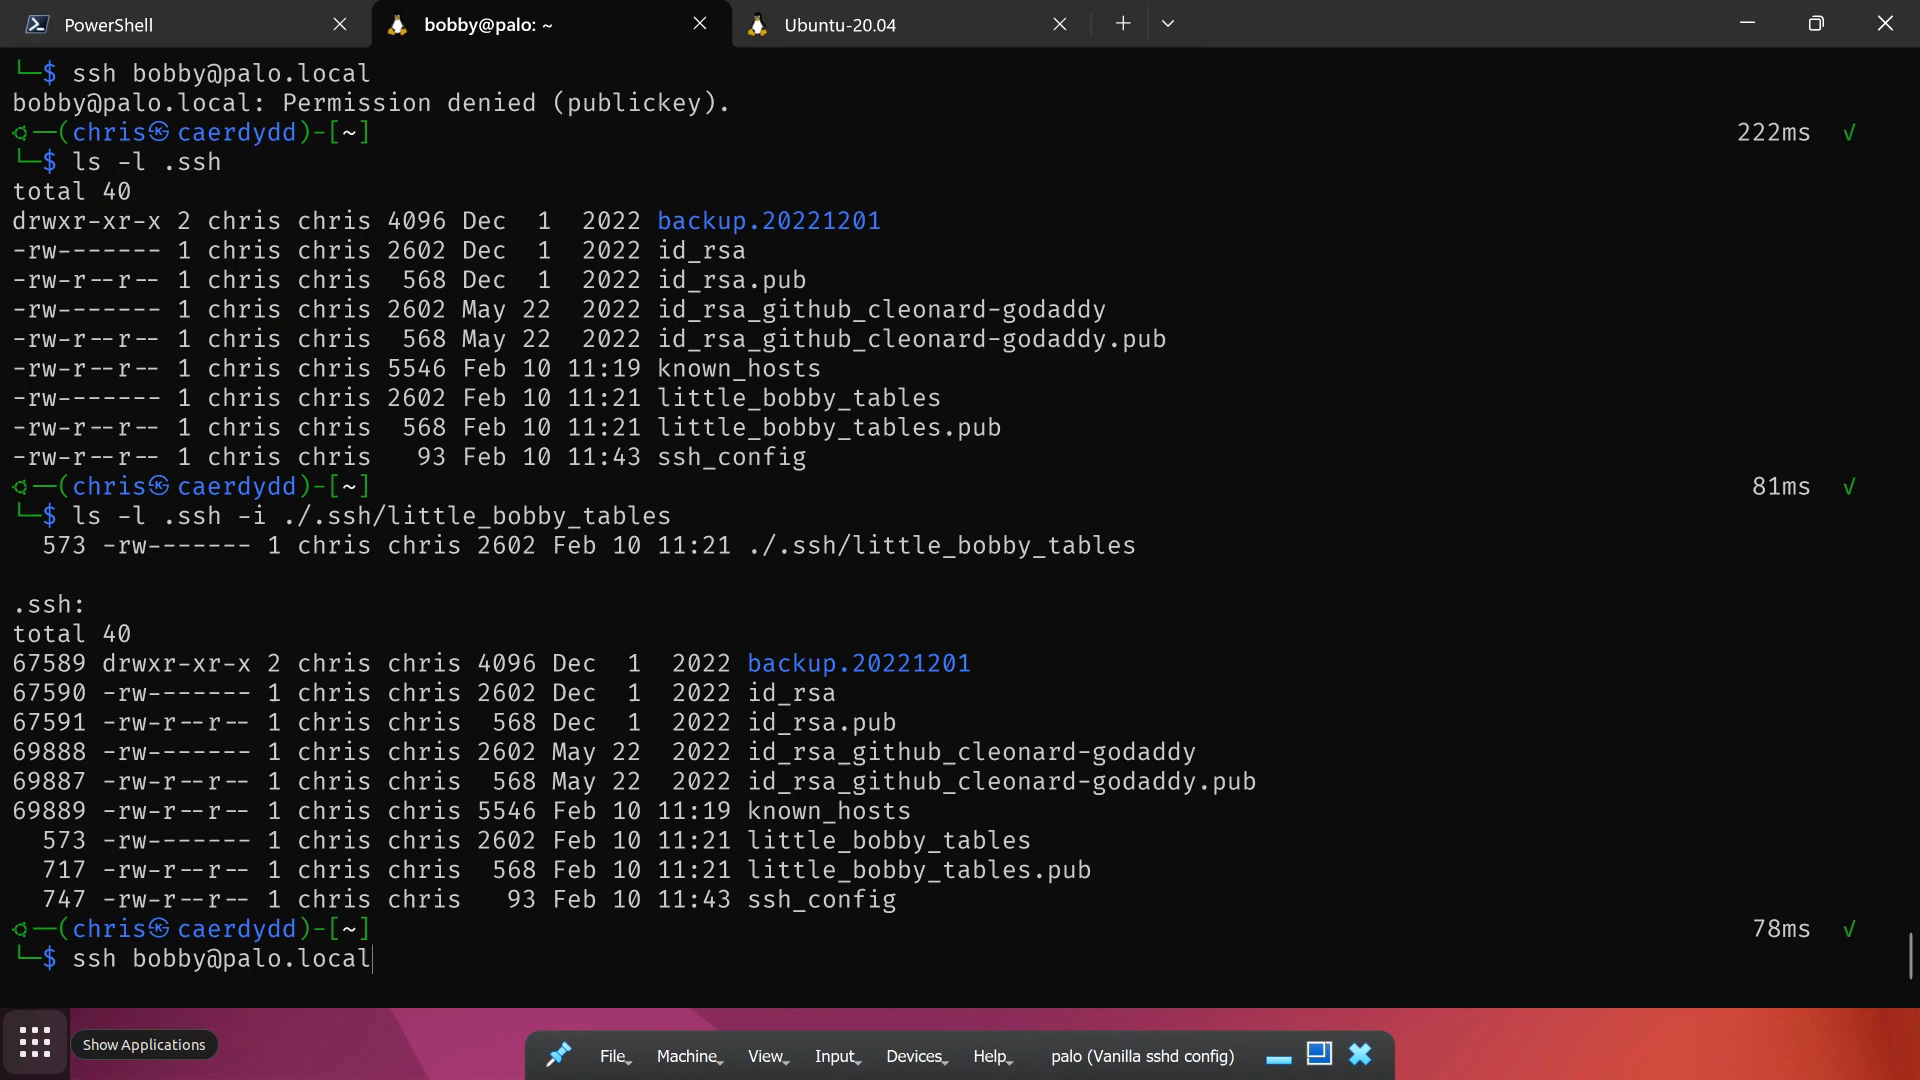 PowerShell
bobby@palo: ~
Ubuntu-20.04
└─$ ssh bobby@palo.local
bobby@palo.local: Permission denied (publickey).
(chris㉿caerdydd)-[~] 222ms √
└─$ ls -l .ssh
total 40
drwxr-xr-x 2 chris chris 4096 Dec  1  2022 backup.20221201
-rw------- 1 chris chris 2602 Dec  1  2022 id_rsa
-rw-r--r-- 1 chris chris  568 Dec  1  2022 id_rsa.pub
-rw------- 1 chris chris 2602 May 22  2022 id_rsa_github_cleonard-godaddy
-rw-r--r-- 1 chris chris  568 May 22  2022 id_rsa_github_cleonard-godaddy.pub
-rw-r--r-- 1 chris chris 5546 Feb 10 11:19 known_hosts
-rw------- 1 chris chris 2602 Feb 10 11:21 little_bobby_tables
-rw-r--r-- 1 chris chris  568 Feb 10 11:21 little_bobby_tables.pub
-rw-r--r-- 1 chris chris   93 Feb 10 11:43 ssh_config
(chris㉿caerdydd)-[~] 81ms √
└─$ ls -l .ssh -i ./.ssh/little_bobby_tables
  573 -rw------- 1 chris chris 2602 Feb 10 11:21 ./.ssh/little_bobby_tables
.ssh:
total 40
67589 drwxr-xr-x 2 chris chris 4096 Dec  1  2022 backup.20221201
67590 -rw------- 1 chris chris 2602 Dec  1  2022 id_rsa
67591 -rw-r--r-- 1 chris chris  568 Dec  1  2022 id_rsa.pub
69888 -rw------- 1 chris chris 2602 May 22  2022 id_rsa_github_cleonard-godaddy
69887 -rw-r--r-- 1 chris chris  568 May 22  2022 id_rsa_github_cleonard-godaddy.pub
69889 -rw-r--r-- 1 chris chris 5546 Feb 10 11:19 known_hosts
  573 -rw------- 1 chris chris 2602 Feb 10 11:21 little_bobby_tables
  717 -rw-r--r-- 1 chris chris  568 Feb 10 11:21 little_bobby_tables.pub
  747 -rw-r--r-- 1 chris chris   93 Feb 10 11:43 ssh_config
(chris㉿caerdydd)-[~] 78ms √
└─$ ssh bobby@palo.local
Show Applications
File Machine View Input Devices Help palo (Vanilla sshd config)